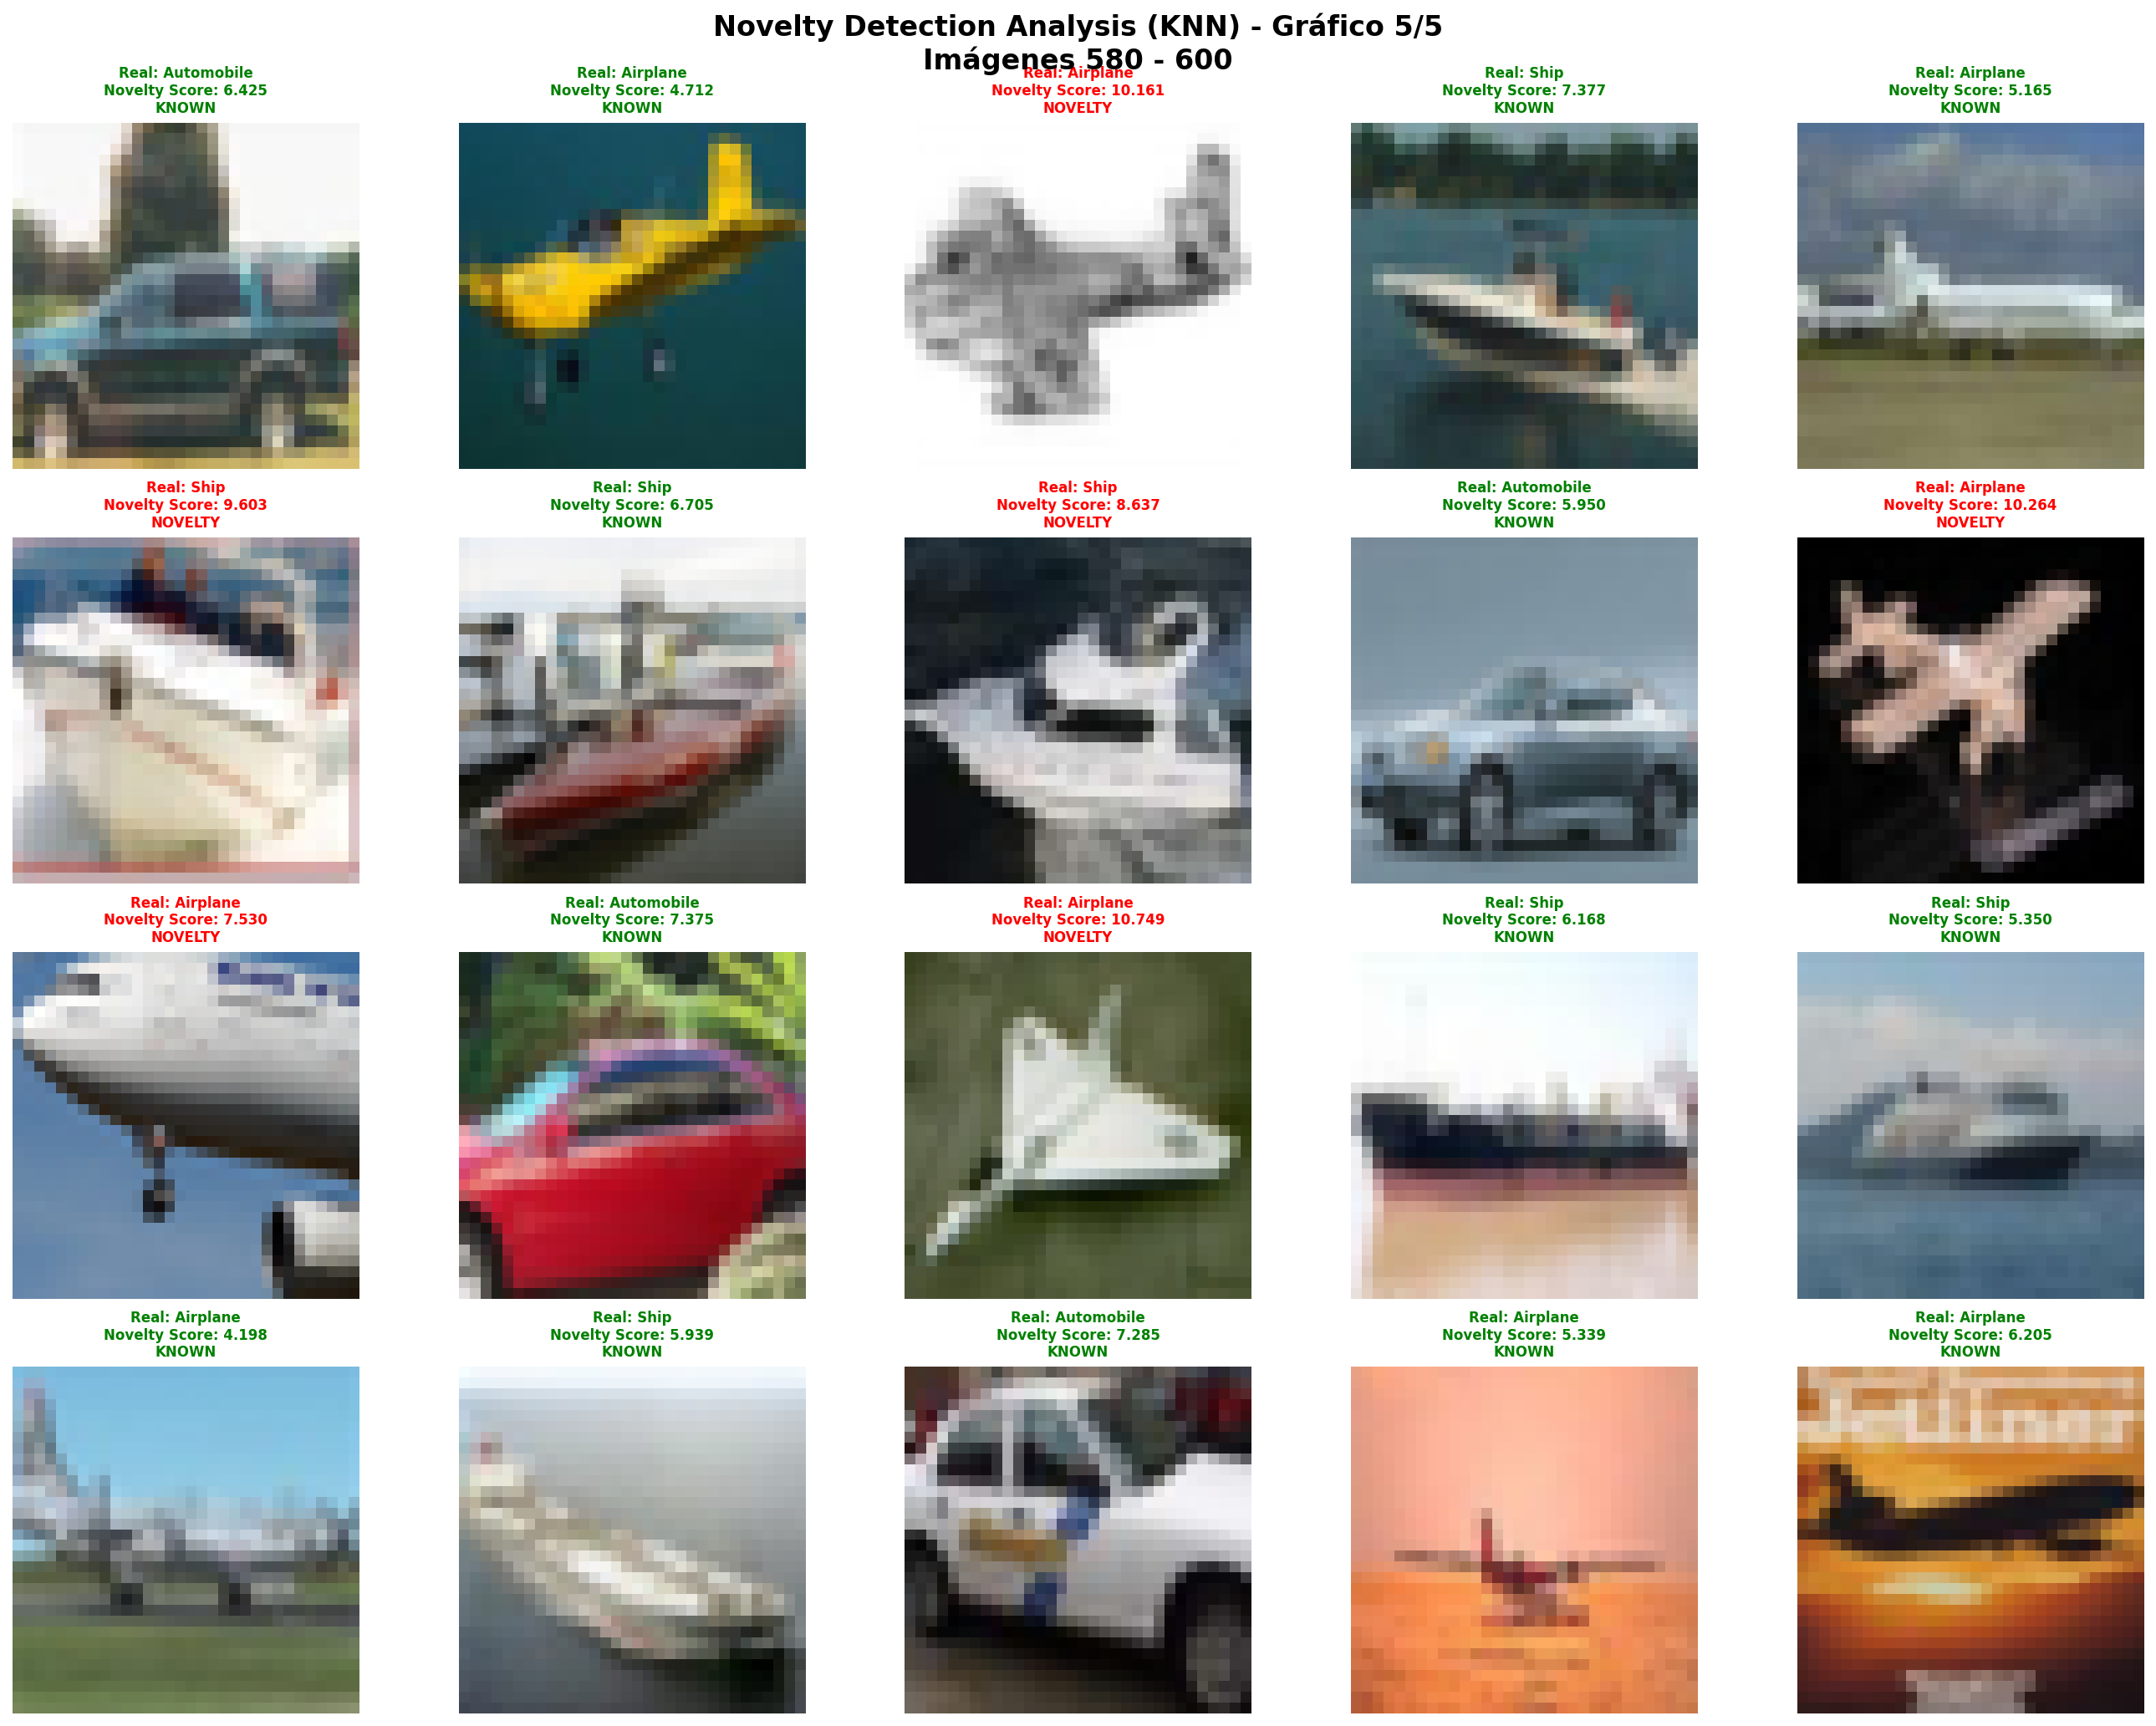 Novelty Detection Analysis (KNN) - Gráfico 5/5
Imágenes 580 - 600
Real: Automobile
Novelty Score: 6.425
KNOWN
Real: Airplane
Novelty Score: 4.712
KNOWN
Real: Airplane
Novelty Score: 10.161
NOVELTY
Real: Ship
Novelty Score: 7.377
KNOWN
Real: Airplane
Novelty Score: 5.165
KNOWN
Real: Ship
Novelty Score: 9.603
NOVELTY
Real: Ship
Novelty Score: 6.705
KNOWN
Real: Ship
Novelty Score: 8.637
NOVELTY
Real: Automobile
Novelty Score: 5.950
KNOWN
Real: Airplane
Novelty Score: 10.264
NOVELTY
Real: Airplane
Novelty Score: 7.530
NOVELTY
Real: Automobile
Novelty Score: 7.375
KNOWN
Real: Airplane
Novelty Score: 10.749
NOVELTY
Real: Ship
Novelty Score: 6.168
KNOWN
Real: Ship
Novelty Score: 5.350
KNOWN
Real: Airplane
Novelty Score: 4.198
KNOWN
Real: Ship
Novelty Score: 5.939
KNOWN
Real: Automobile
Novelty Score: 7.285
KNOWN
Real: Airplane
Novelty Score: 5.339
KNOWN
Real: Airplane
Novelty Score: 6.205
KNOWN